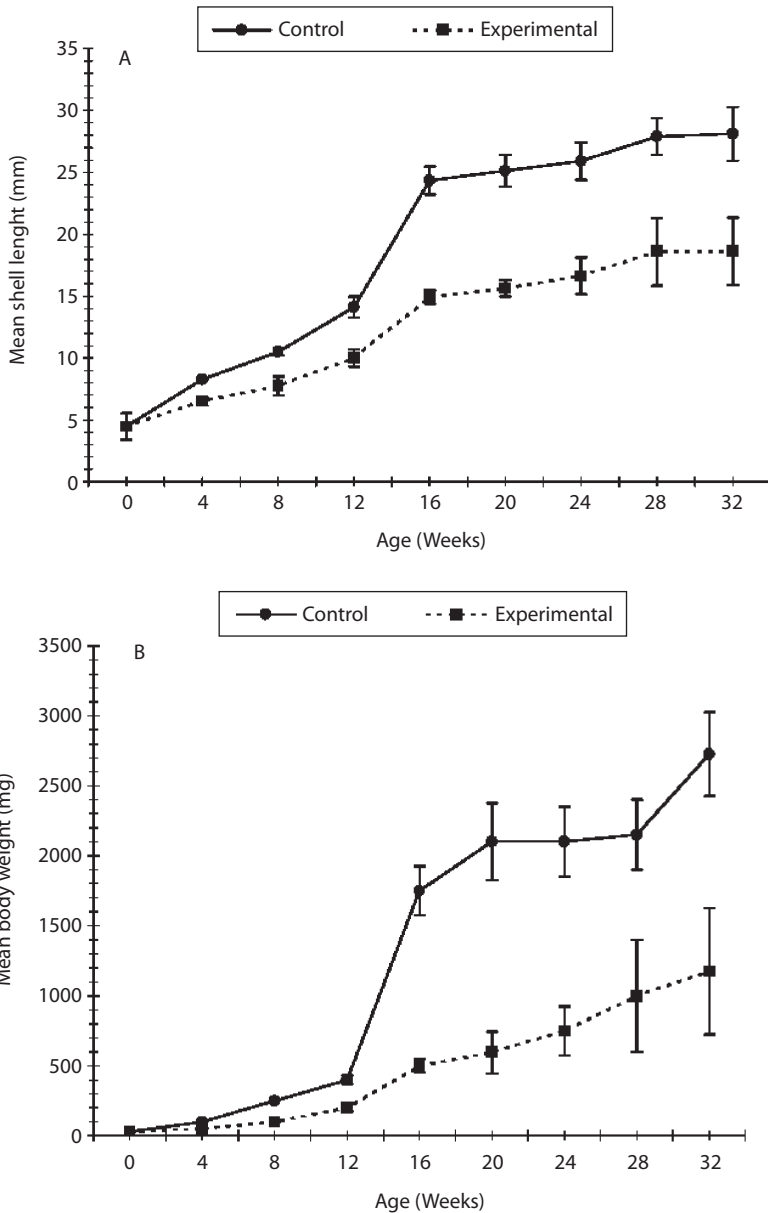 Control Experimental
A
35
30
25
20
15
10
5
0
Mean shell lenght (mm)
0 4 8 12 16 20 24 28 32
Age (Weeks)
Control Experimental
B
3500
3000
2500
2000
1500
1000
500
0
Mean body weight (mg)
0 4 8 12 16 20 24 28 32
Age (Weeks)